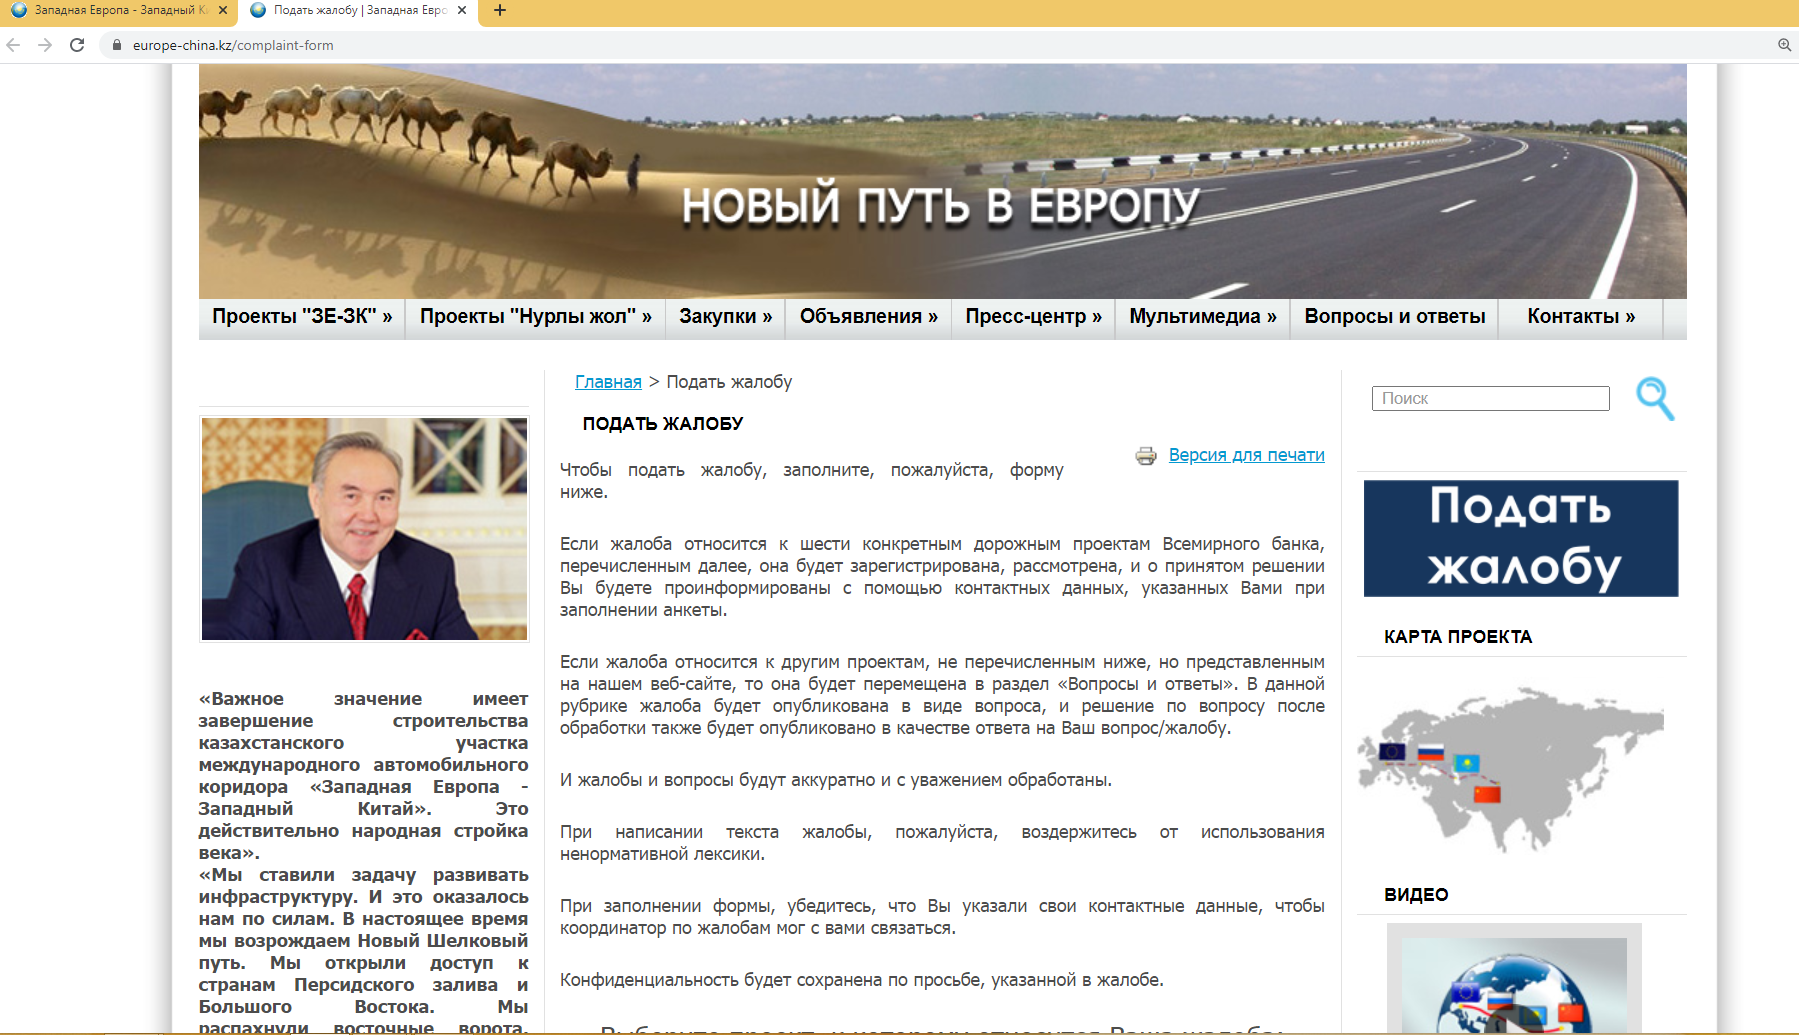 Западная Европа - Западный К
Подать жалобу | Западная Евро
europe-china.kz/complaint-form
НОВЫЙ ПУТЬ В ЕВРОПУ
Проекты "ЗЕ-ЗК" » Проекты "Нурлы жол" » Закупки » Объявления » Пресс-центр » Мультимедиа » Вопросы и ответы Контакты »
«Важное значение имеет
завершение строительства
казахстанского участка
международного автомобильного
коридора «Западная Европа -
Западный Китай». Это
действительно народная стройка
века».
«Мы ставили задачу развивать
инфраструктуру. И это оказалось
нам по силам. В настоящее время
мы возрождаем Новый Шелковый
путь. Мы открыли доступ к
странам Персидского залива и
Большого Востока. Мы
распахнули восточные ворота.
Главная > Подать жалобу
ПОДАТЬ ЖАЛОБУ
Версия для печати
Чтобы подать жалобу, заполните, пожалуйста, форму
ниже.
Если жалоба относится к шести конкретным дорожным проектам Всемирного банка,
перечисленным далее, она будет зарегистрирована, рассмотрена, и о принятом решении
Вы будете проинформированы с помощью контактных данных, указанных Вами при
заполнении анкеты.
Если жалоба относится к другим проектам, не перечисленным ниже, но представленным
на нашем веб-сайте, то она будет перемещена в раздел «Вопросы и ответы». В данной
рубрике жалоба будет опубликована в виде вопроса, и решение по вопросу после
обработки также будет опубликовано в качестве ответа на Ваш вопрос/жалобу.
И жалобы и вопросы будут аккуратно и с уважением обработаны.
При написании текста жалобы, пожалуйста, воздержитесь от использования
ненормативной лексики.
При заполнении формы, убедитесь, что Вы указали свои контактные данные, чтобы
координатор по жалобам мог с вами связаться.
Конфиденциальность будет сохранена по просьбе, указанной в жалобе.
Выберите проект, к которому относится Ваша жалоба:
Поиск
Подать
жалобу
КАРТА ПРОЕКТА
ВИДЕО